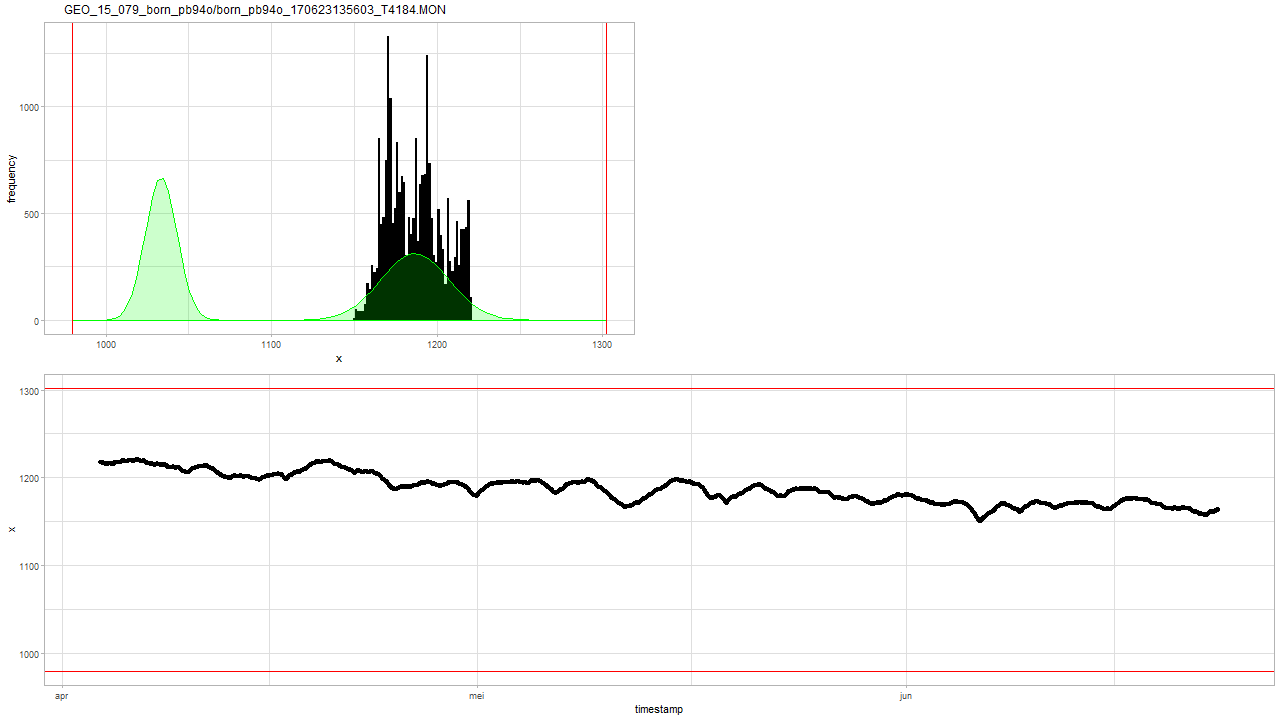 GEO_15_079_born_pb94o/born_pb94o_170623135603_T4184.MON
frequency
1000
500
0
1000
1100
1200
1300
x
x
1300
1200
1100
1000
apr
mei
jun
timestamp